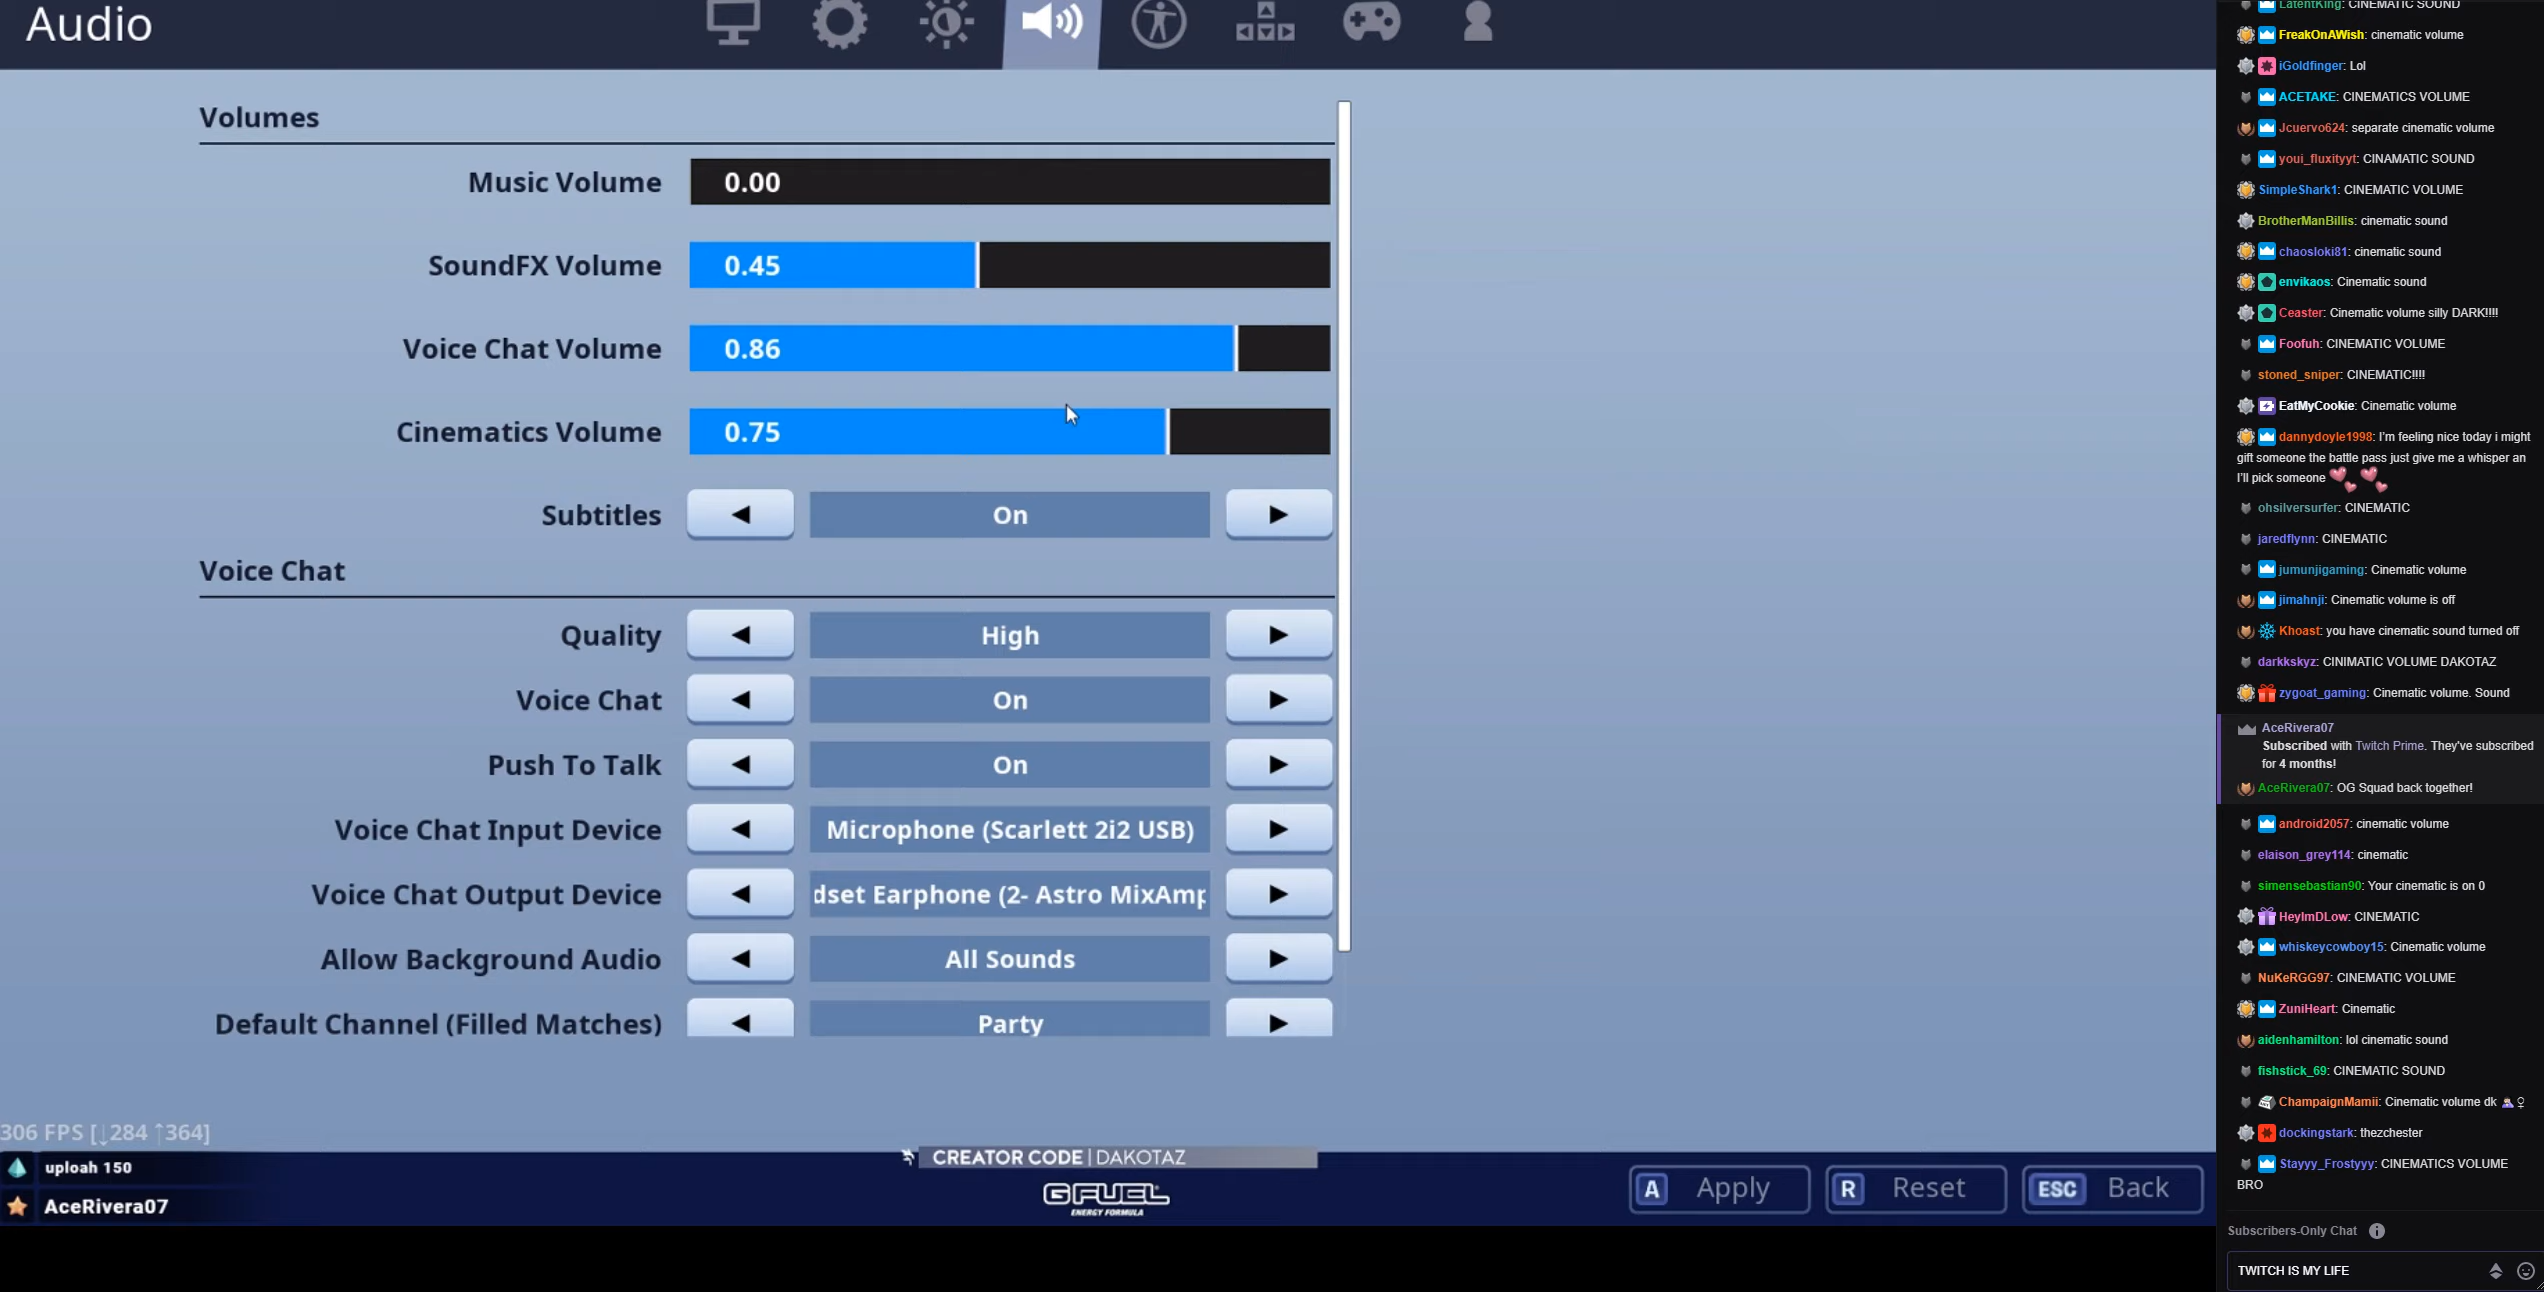 Audio
Volumes
Music Volume
0.00
SoundFX Volume
0.45
Voice Chat Volume
0.86
Cinematics Volume
0.75
Subtitles
On
Voice Chat
Quality
High
Voice Chat
On
Push To Talk
On
Voice Chat Input Device
Microphone (Scarlett 2i2 USB)
Voice Chat Output Device
dset Earphone (2- Astro MixAmp
Allow Background Audio
All Sounds
Default Channel (Filled Matches)
Party
306 FPS [↓284 ↑364]
uploah 150
AceRivera07
CREATOR CODE | DAKOTAZ
GFUEL
ENERGY FORMULA
A Apply
R Reset
ESC Back
LatentKing: CINEMATIC SOUND
FreakOnAWish: cinematic volume
iGoldfinger: Lol
ACETAKE: CINEMATICS VOLUME
Jcuervo624: separate cinematic volume
youi_fluxityyt: CINAMATIC SOUND
SimpleShark1: CINEMATIC VOLUME
BrotherManBillis: cinematic sound
chaosloki81: cinematic sound
envikaos: Cinematic sound
Ceaster: Cinematic volume silly DARK!!!!
Foofuh: CINEMATIC VOLUME
stoned_sniper: CINEMATIC!!!!
EatMyCookie: Cinematic volume
dannydoyle1998: I'm feeling nice today i might
gift someone the battle pass just give me a whisper an
I'll pick someone
ohsilversurfer: CINEMATIC
jaredflynn: CINEMATIC
jumunjigaming: Cinematic volume
jimahnji: Cinematic volume is off
Khoast: you have cinematic sound turned off
darkkskyz: CINIMATIC VOLUME DAKOTAZ
zygoat_gaming: Cinematic volume. Sound
AceRivera07
Subscribed with Twitch Prime. They've subscribed
for 4 months!
AceRivera07: OG Squad back together!
android2057: cinematic volume
elaison_grey114: cinematic
simensebastian90: Your cinematic is on 0
HeyImDLow: CINEMATIC
whiskeycowboy15: Cinematic volume
NuKeRGG97: CINEMATIC VOLUME
ZuniHeart: Cinematic
aidenhamilton: lol cinematic sound
fishstick_69: CINEMATIC SOUND
ChampaignMamii: Cinematic volume dk
dockingstark: thezchester
Stayyy_Frostyyy: CINEMATICS VOLUME
BRO
Subscribers-Only Chat
TWITCH IS MY LIFE